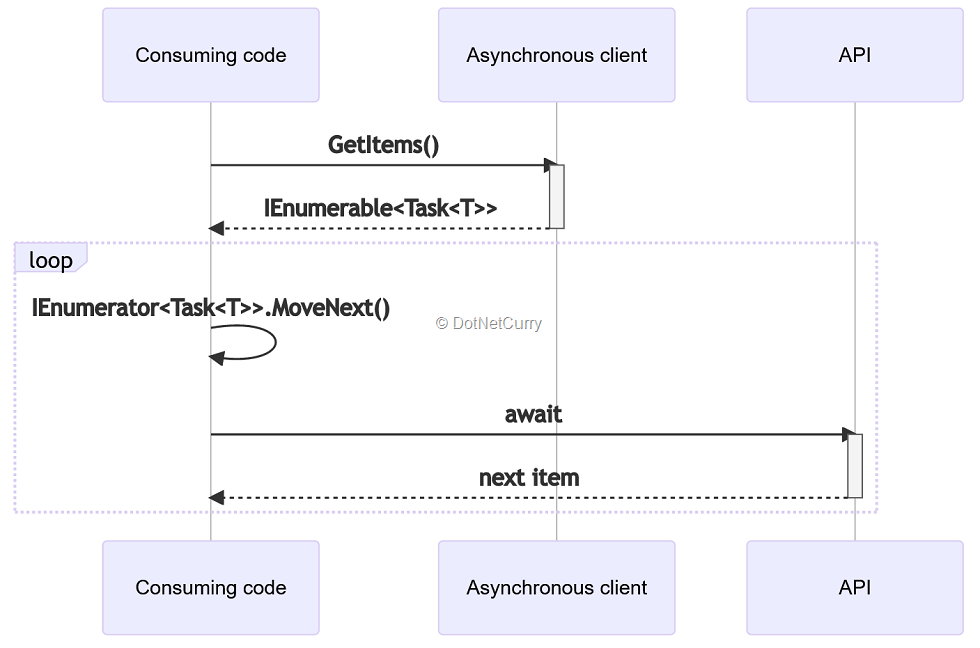 Consuming code
Asynchronous client
API
GetItems()
IEnumerable<Task<T>>
loop
IEnumerator<Task<T>>.MoveNext()
© DotNetCurry
await
next item
Consuming code
Asynchronous client
API